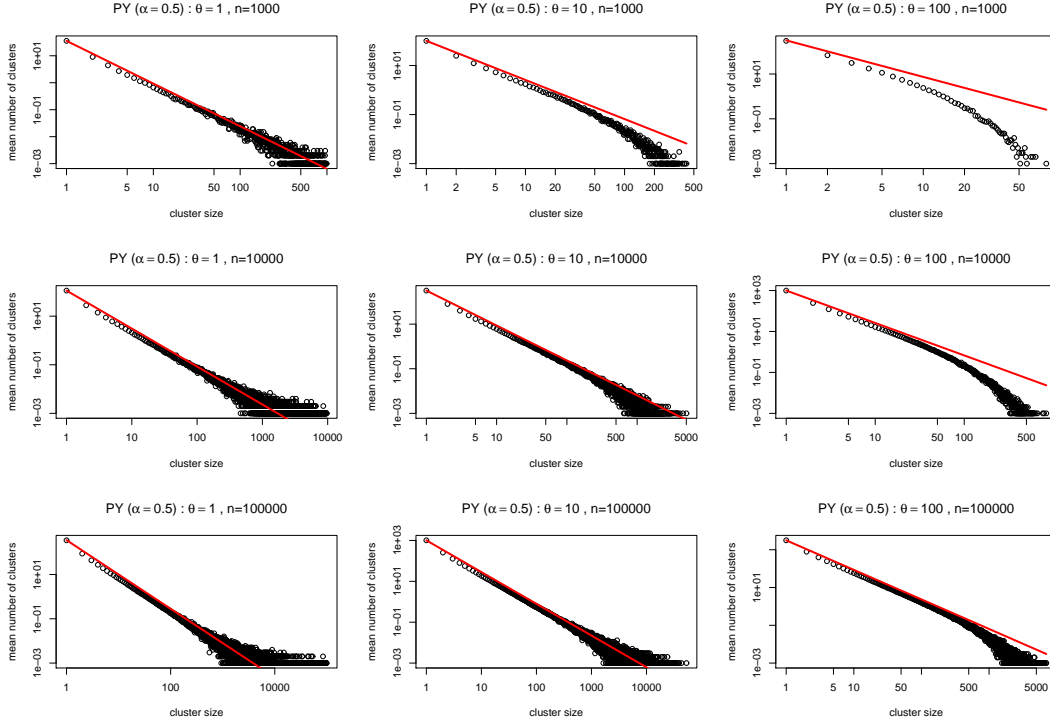 PY (α = 0.5) : θ = 1 , n=1000
mean number of clusters
1e−03
1e−01
1e+01
1
5
10
50
100
500
cluster size
PY (α = 0.5) : θ = 10 , n=1000
mean number of clusters
1e−03
1e−01
1e+01
1
2
5
10
20
50
100
200
500
cluster size
PY (α = 0.5) : θ = 100 , n=1000
mean number of clusters
1e−03
1e−01
1e+01
1
2
5
10
20
50
cluster size
PY (α = 0.5) : θ = 1 , n=10000
mean number of clusters
1e−03
1e−01
1e+01
1
10
100
1000
10000
cluster size
PY (α = 0.5) : θ = 10 , n=10000
mean number of clusters
1e−03
1e−01
1e+01
1
5
10
50
500
5000
cluster size
PY (α = 0.5) : θ = 100 , n=10000
mean number of clusters
1e−03
1e−01
1e+01
1e+03
1
5
10
50
100
500
cluster size
PY (α = 0.5) : θ = 1 , n=100000
mean number of clusters
1e−03
1e−01
1e+01
1
100
10000
cluster size
PY (α = 0.5) : θ = 10 , n=100000
mean number of clusters
1e−03
1e−01
1e+01
1e+03
1
10
100
1000
10000
cluster size
PY (α = 0.5) : θ = 100 , n=100000
mean number of clusters
1e−03
1e−01
1e+01
1
5
10
50
500
5000
cluster size